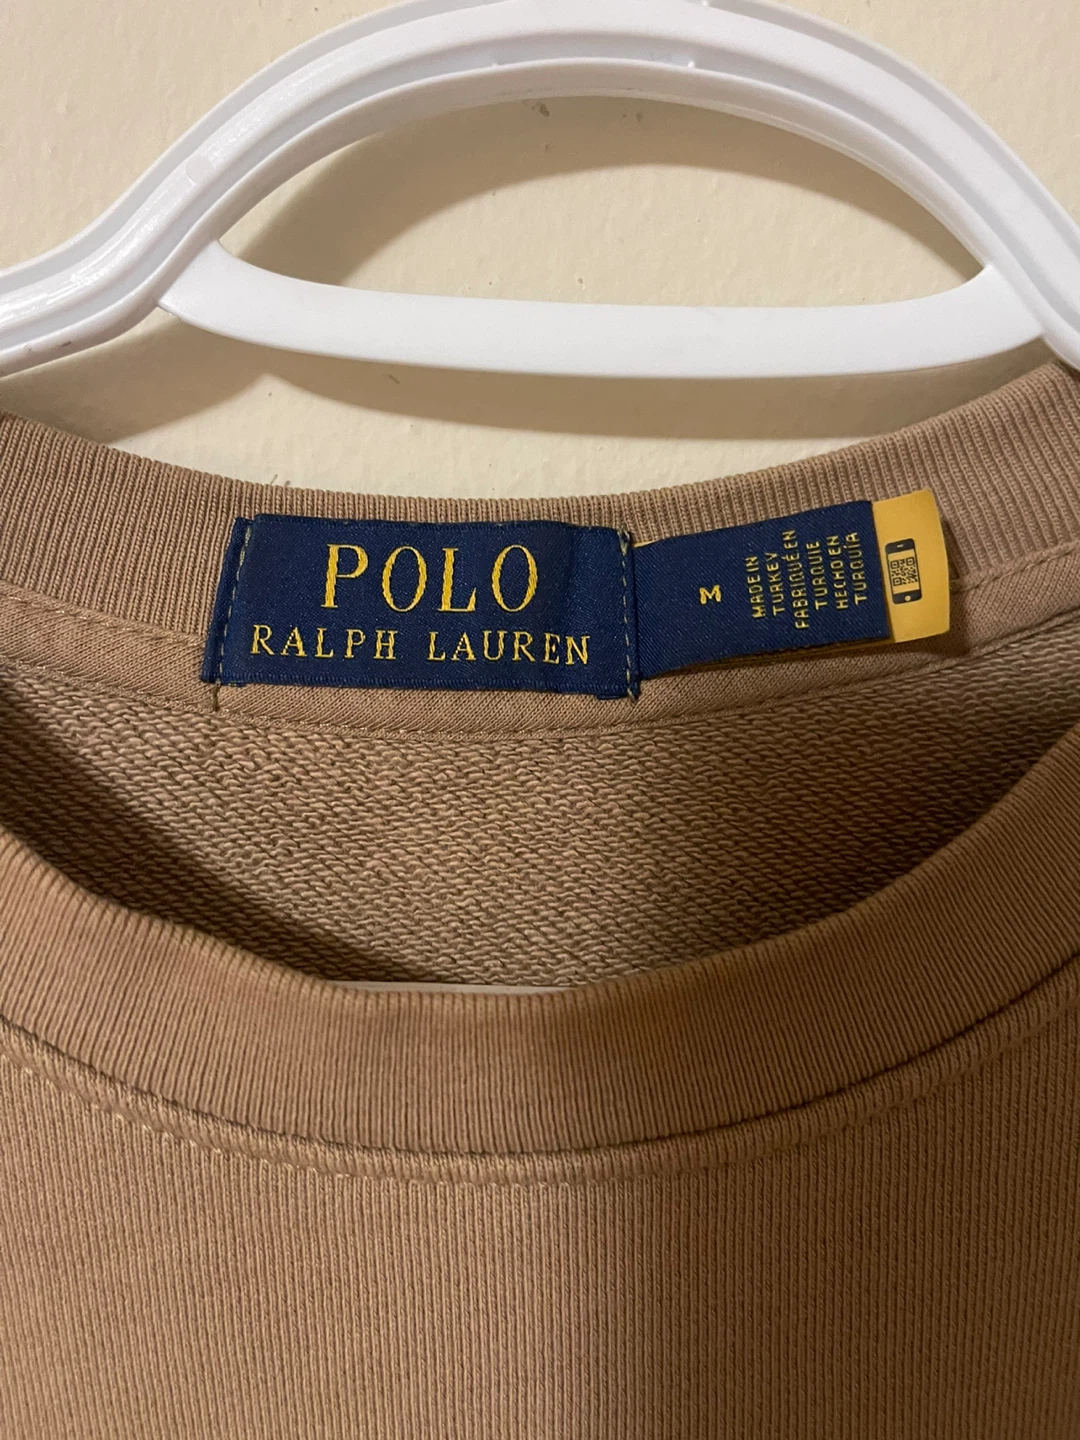 POLO
RALPH LAUREN
M
MADE IN
TURKEY
FABRIQUÉ EN
TURQUIE
HECHO EN
TURQUÍA